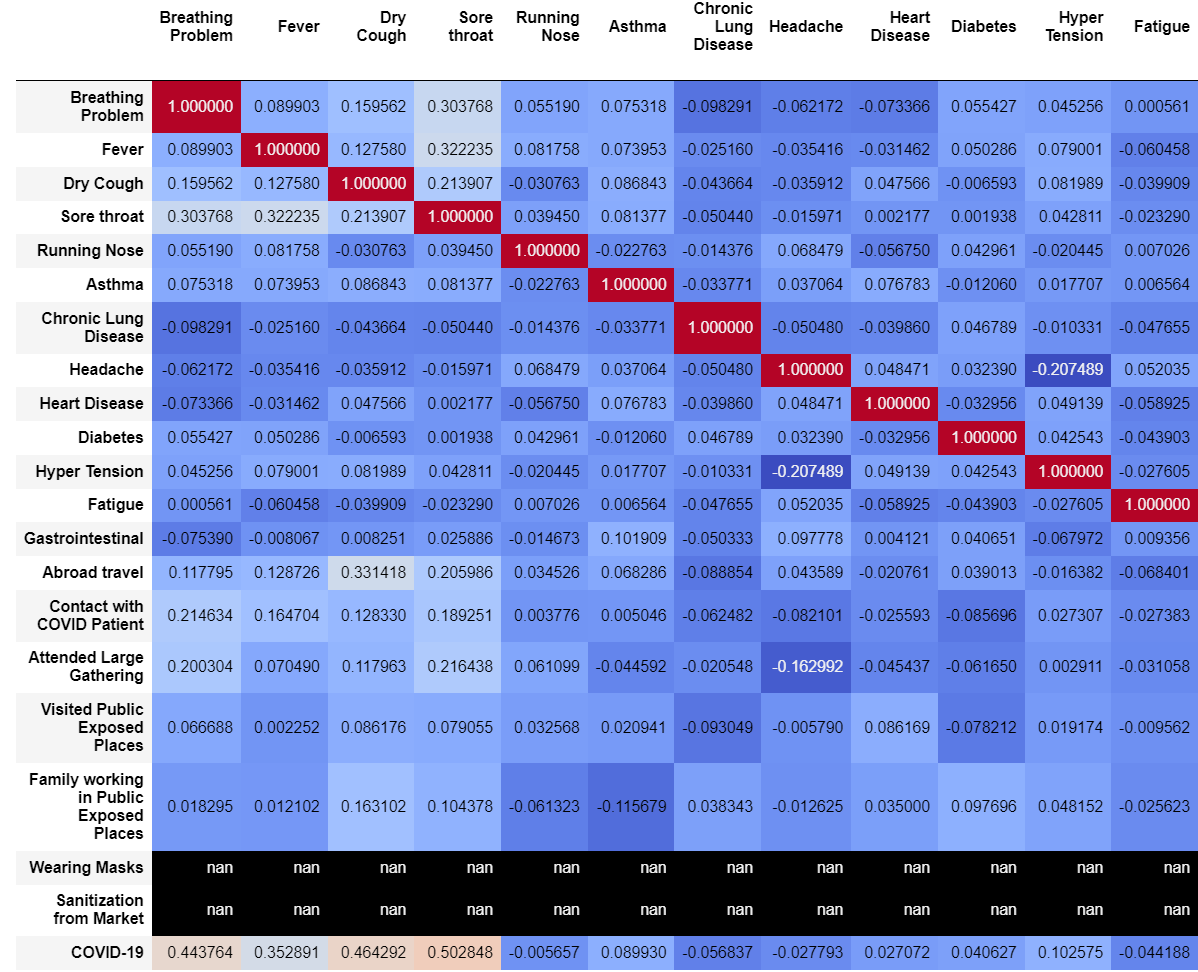 Breathing Problem Fever Dry Cough Sore throat Running Nose Asthma Chronic Lung Disease Headache Heart Disease Diabetes Hyper Tension Fatigue
Breathing Problem 1.000000 0.089903 0.159562 0.303768 0.055190 0.075318 -0.098291 -0.062172 -0.073366 0.055427 0.045256 0.000561
Fever 0.089903 1.000000 0.127580 0.322235 0.081758 0.073953 -0.025160 -0.035416 -0.031462 0.050286 0.079001 -0.060458
Dry Cough 0.159562 0.127580 1.000000 0.213907 -0.030763 0.086843 -0.043664 -0.035912 0.047566 -0.006593 0.081989 -0.039909
Sore throat 0.303768 0.322235 0.213907 1.000000 0.039450 0.081377 -0.050440 -0.015971 0.002177 0.001938 0.042811 -0.023290
Running Nose 0.055190 0.081758 -0.030763 0.039450 1.000000 -0.022763 -0.014376 0.068479 -0.056750 0.042961 -0.020445 0.007026
Asthma 0.075318 0.073953 0.086843 0.081377 -0.022763 1.000000 -0.033771 0.037064 0.076783 -0.012060 0.017707 0.006564
Chronic Lung Disease -0.098291 -0.025160 -0.043664 -0.050440 -0.014376 -0.033771 1.000000 -0.050480 -0.039860 0.046789 -0.010331 -0.047655
Headache -0.062172 -0.035416 -0.035912 -0.015971 0.068479 0.037064 -0.050480 1.000000 0.048471 0.032390 -0.207489 0.052035
Heart Disease -0.073366 -0.031462 0.047566 0.002177 -0.056750 0.076783 -0.039860 0.048471 1.000000 -0.032956 0.049139 -0.058925
Diabetes 0.055427 0.050286 -0.006593 0.001938 0.042961 -0.012060 0.046789 0.032390 -0.032956 1.000000 0.042543 -0.043903
Hyper Tension 0.045256 0.079001 0.081989 0.042811 -0.020445 0.017707 -0.010331 -0.207489 0.049139 0.042543 1.000000 -0.027605
Fatigue 0.000561 -0.060458 -0.039909 -0.023290 0.007026 0.006564 -0.047655 0.052035 -0.058925 -0.043903 -0.027605 1.000000
Gastrointestinal -0.075390 -0.008067 0.008251 0.025886 -0.014673 0.101909 -0.050333 0.097778 0.004121 0.040651 -0.067972 0.009356
Abroad travel 0.117795 0.128726 0.331418 0.205986 0.034526 0.068286 -0.088854 0.043589 -0.020761 0.039013 -0.016382 -0.068401
Contact with COVID Patient 0.214634 0.164704 0.128330 0.189251 0.003776 0.005046 -0.062482 -0.082101 -0.025593 -0.085696 0.027307 -0.027383
Attended Large Gathering 0.200304 0.070490 0.117963 0.216438 0.061099 -0.044592 -0.020548 -0.162992 -0.045437 -0.061650 0.002911 -0.031058
Visited Public Exposed Places 0.066688 0.002252 0.086176 0.079055 0.032568 0.020941 -0.093049 -0.005790 0.086169 -0.078212 0.019174 -0.009562
Family working in Public Exposed Places 0.018295 0.012102 0.163102 0.104378 -0.061323 -0.115679 0.038343 -0.012625 0.035000 0.097696 0.048152 -0.025623
Wearing Masks nan nan nan nan nan nan nan nan nan nan nan nan
Sanitization from Market nan nan nan nan nan nan nan nan nan nan nan nan
COVID-19 0.443764 0.352891 0.464292 0.502848 -0.005657 0.089930 -0.056837 -0.027793 0.027072 0.040627 0.102575 -0.044188